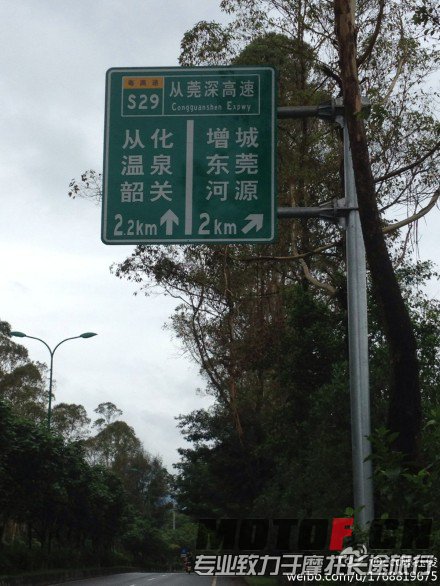 粤高速
S29 从莞深高速
Congguanshen Expwy
从化 增城
温泉 东莞
韶关 河源
2.2km 2km
专业致力于摩托长途旅行
weibo.com/u/1768819075